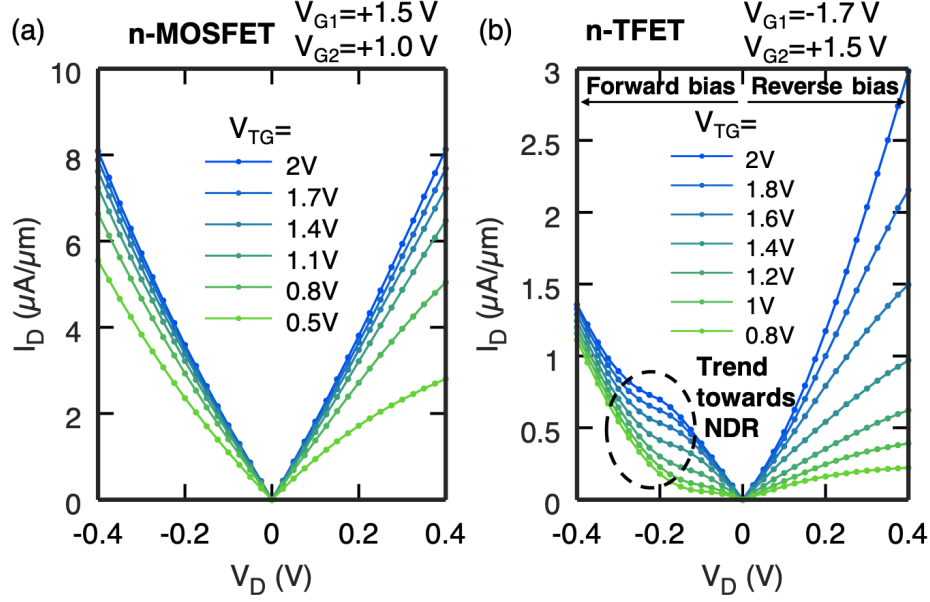 (a) n-MOSFET
V_G1=+1.5 V
V_G2=+1.0 V
V_TG=
2V
1.7V
1.4V
1.1V
0.8V
0.5V
10
8
6
4
2
0
I_D (µA/µm)
-0.4 -0.2 0 0.2 0.4
V_D (V)
(b) n-TFET
V_G1=-1.7 V
V_G2=+1.5 V
Forward bias Reverse bias
V_TG=
2V
1.8V
1.6V
1.4V
1.2V
1V
0.8V
Trend
towards
NDR
3
2.5
2
1.5
1
0.5
0
I_D (µA/µm)
-0.4 -0.2 0 0.2 0.4
V_D (V)